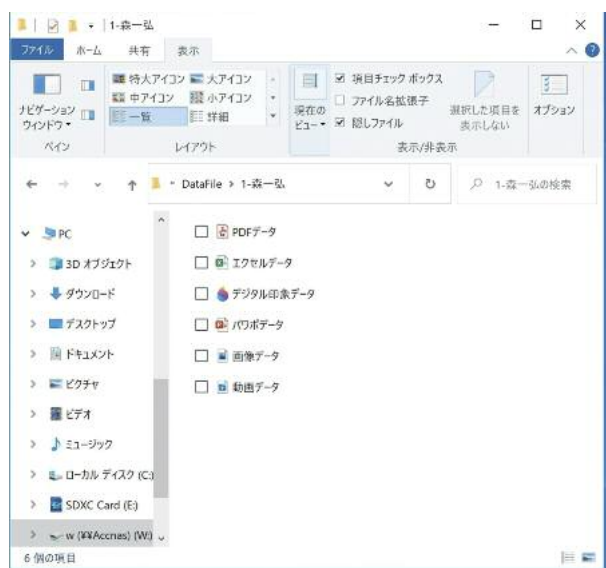 1-森一弘
ファイル ホーム 共有 表示
特大アイコン 大アイコン
中アイコン 小アイコン
一覧 詳細
ナビゲーション
ウィンドウ
現在の
ビュー
項目チェック ボックス
ファイル名拡張子
隠しファイル
選択した項目を
表示しない
オプション
ペイン レイアウト 表示/非表示
DataFile › 1-森一弘
1-森一弘の検索
PC
3D オブジェクト
ダウンロード
デスクトップ
ドキュメント
ピクチャ
ビデオ
ミュージック
ローカル ディスク (C:)
SDXC Card (E:)
w (¥¥Accnas) (W:)
PDFデータ
エクセルデータ
デジタル印象データ
パワポデータ
画像データ
動画データ
6 個の項目